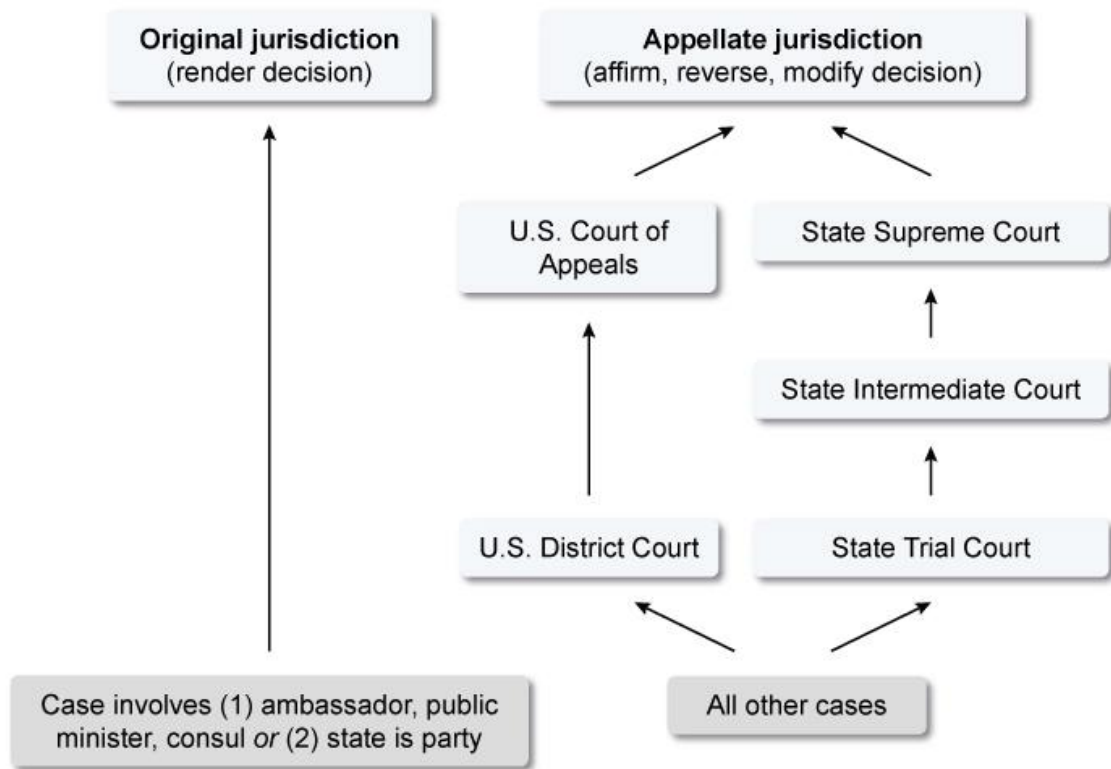 Original jurisdiction
(render decision)
Appellate jurisdiction
(affirm, reverse, modify decision)
U.S. Court of
Appeals
State Supreme Court
State Intermediate Court
U.S. District Court
State Trial Court
Case involves (1) ambassador, public
minister, consul or (2) state is party
All other cases